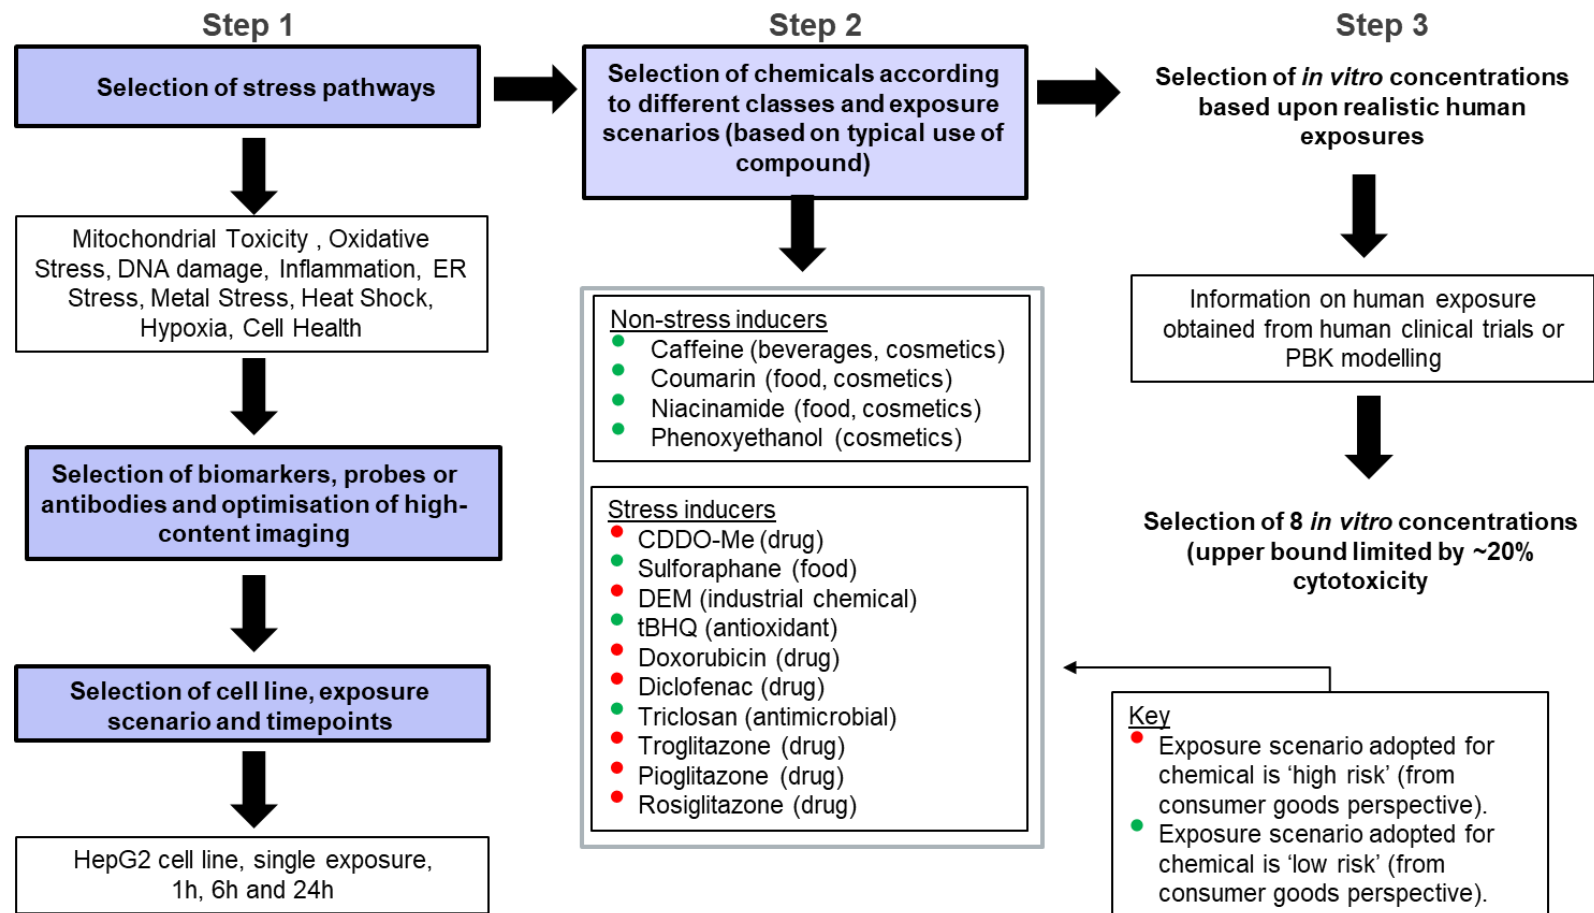 Step 1
Selection of stress pathways
Mitochondrial Toxicity , Oxidative
Stress, DNA damage, Inflammation, ER
Stress, Metal Stress, Heat Shock,
Hypoxia, Cell Health
Selection of biomarkers, probes or
antibodies and optimisation of high-
content imaging
Selection of cell line, exposure
scenario and timepoints
HepG2 cell line, single exposure,
1h, 6h and 24h
Step 2
Selection of chemicals according
to different classes and exposure
scenarios (based on typical use of
compound)
Non-stress inducers
Caffeine (beverages, cosmetics)
Coumarin (food, cosmetics)
Niacinamide (food, cosmetics)
Phenoxyethanol (cosmetics)
Stress inducers
CDDO-Me (drug)
Sulforaphane (food)
DEM (industrial chemical)
tBHQ (antioxidant)
Doxorubicin (drug)
Diclofenac (drug)
Triclosan (antimicrobial)
Troglitazone (drug)
Pioglitazone (drug)
Rosiglitazone (drug)
Step 3
Selection of in vitro concentrations
based upon realistic human
exposures
Information on human exposure
obtained from human clinical trials or
PBK modelling
Selection of 8 in vitro concentrations
(upper bound limited by ~20%
cytotoxicity
Key
Exposure scenario adopted for
chemical is ‘high risk’ (from
consumer goods perspective).
Exposure scenario adopted for
chemical is ‘low risk’ (from
consumer goods perspective).